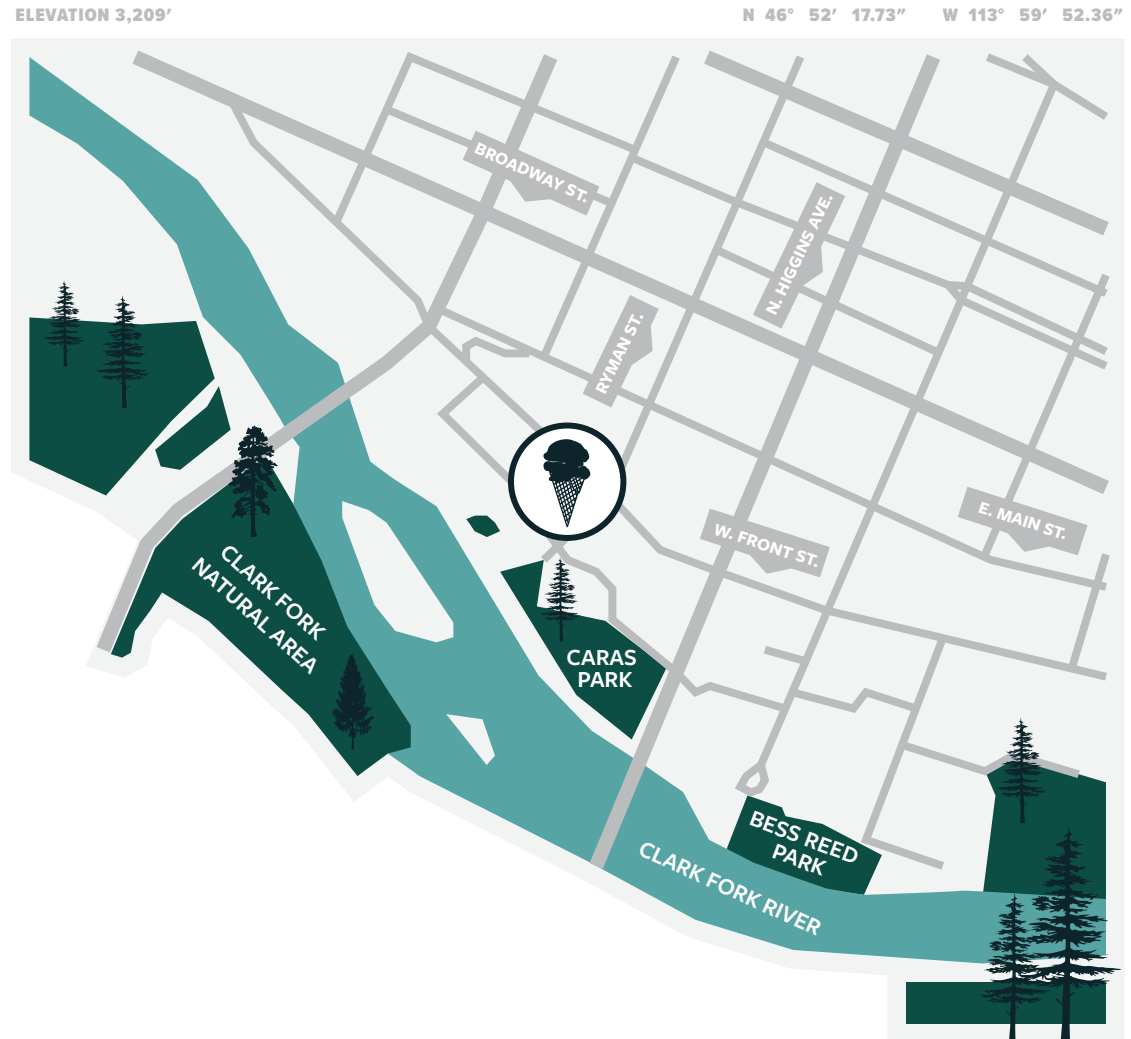 ELEVATION 3,209′
N 46° 52′ 17.73″ W 113° 59′ 52.36″
BROADWAY ST.
N. HIGGINS AVE.
RYMAN ST.
E. MAIN ST.
W. FRONT ST.
CLARK FORK
NATURAL AREA
CARAS
PARK
BESS REED
PARK
CLARK FORK RIVER